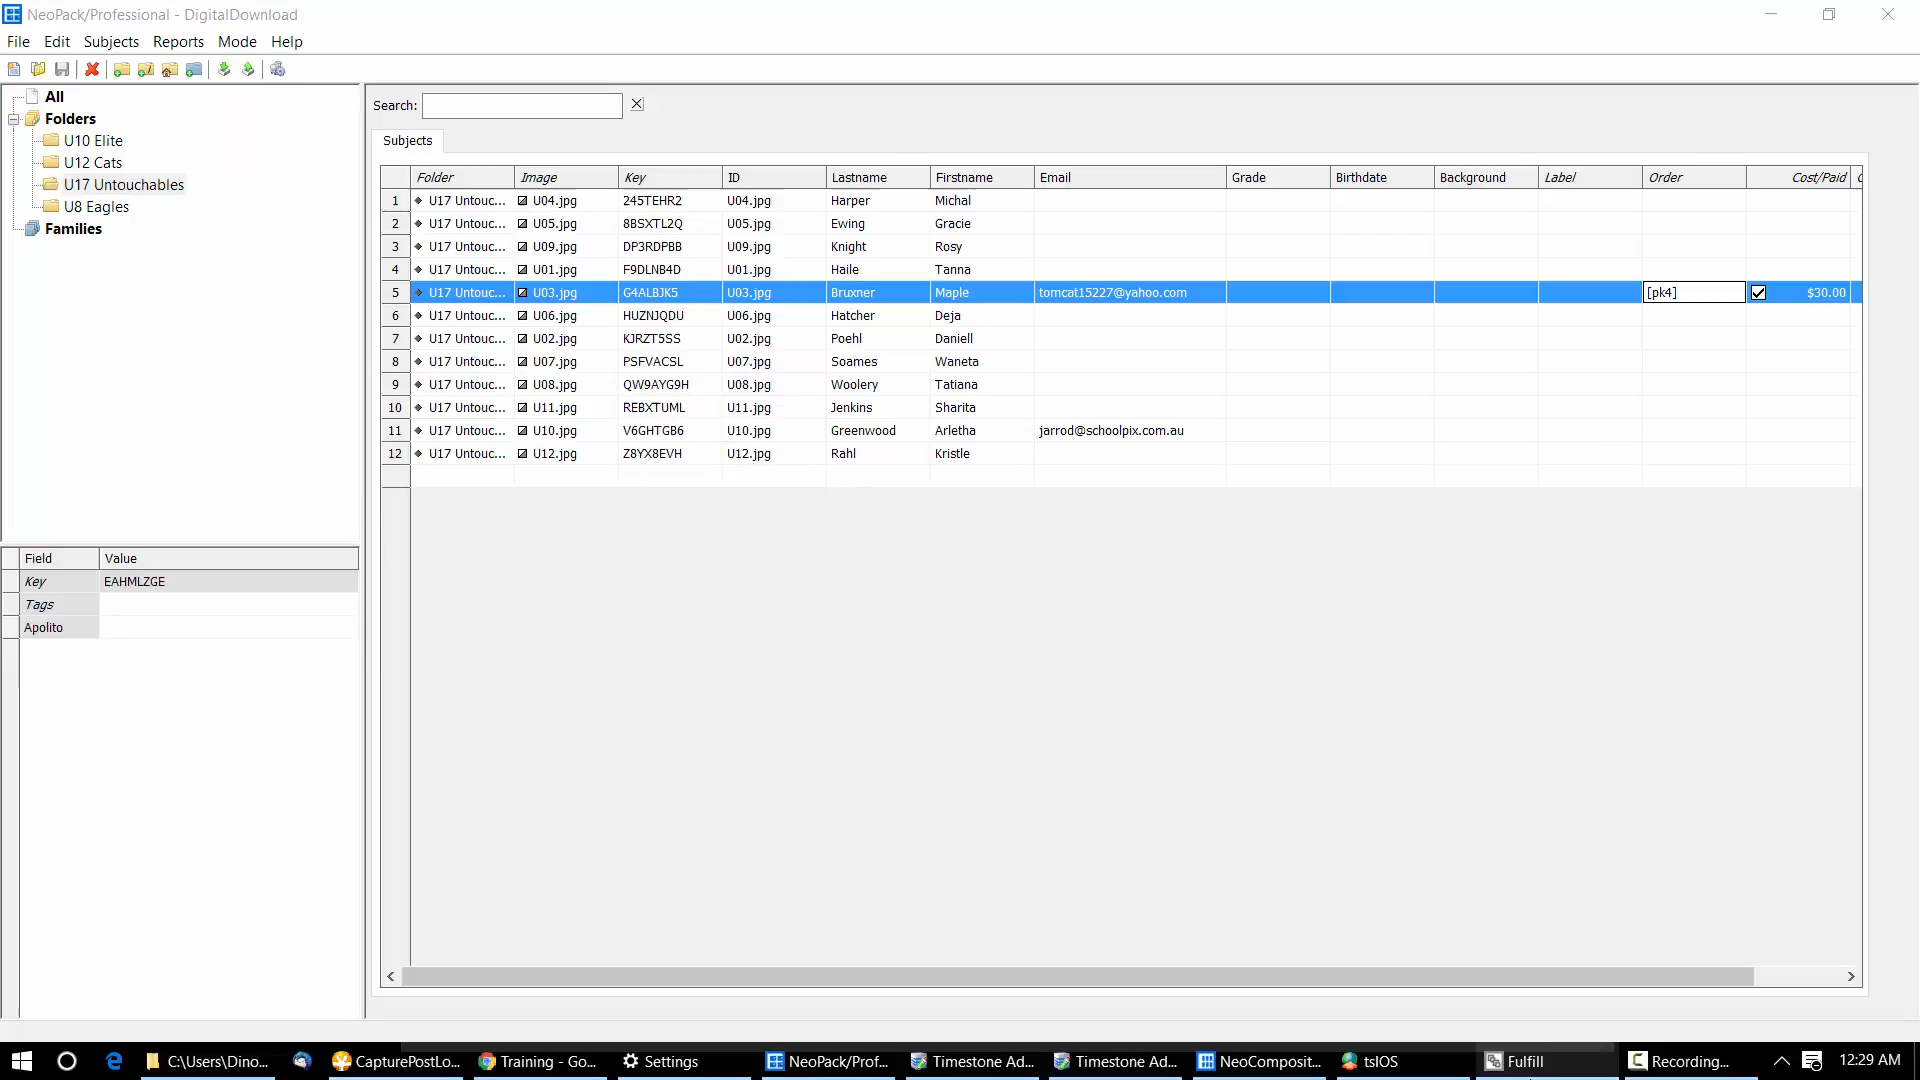 NeoPack/Professional - DigitalDownload
File Edit Subjects Reports Mode Help
All
Folders
U10 Elite
U12 Cats
U17 Untouchables
U8 Eagles
Families
Search:
Subjects
Folder Image Key ID Lastname Firstname Email Grade Birthdate Background Label Order Cost/Paid
1 U17 Untouc... U04.jpg 245TEHR2 U04.jpg Harper Michal
2 U17 Untouc... U05.jpg 8BSXTL2Q U05.jpg Ewing Gracie
3 U17 Untouc... U09.jpg DP3RDPBB U09.jpg Knight Rosy
4 U17 Untouc... U01.jpg F9DLNB4D U01.jpg Haile Tanna
5 U17 Untouc... U03.jpg G4ALBJK5 U03.jpg Bruxner Maple tomcat15227@yahoo.com [pk4] $30.00
6 U17 Untouc... U06.jpg HUZNJQDU U06.jpg Hatcher Deja
7 U17 Untouc... U02.jpg KJRZT5SS U02.jpg Poehl Daniell
8 U17 Untouc... U07.jpg PSFVACSL U07.jpg Soames Waneta
9 U17 Untouc... U08.jpg QW9AYG9H U08.jpg Woolery Tatiana
10 U17 Untouc... U11.jpg REBXTUML U11.jpg Jenkins Sharita
11 U17 Untouc... U10.jpg V6GHTGB6 U10.jpg Greenwood Arletha jarrod@schoolpix.com.au
12 U17 Untouc... U12.jpg Z8YX8EVH U12.jpg Rahl Kristle
Field Value
Key EAHMLZGE
Tags
Apolito
C:\Users\Dino... CapturePostLo... Training - Go... Settings NeoPack/Prof... Timestone Ad... Timestone Ad... NeoComposit... tsIOS Fulfill Recording... 12:29 AM